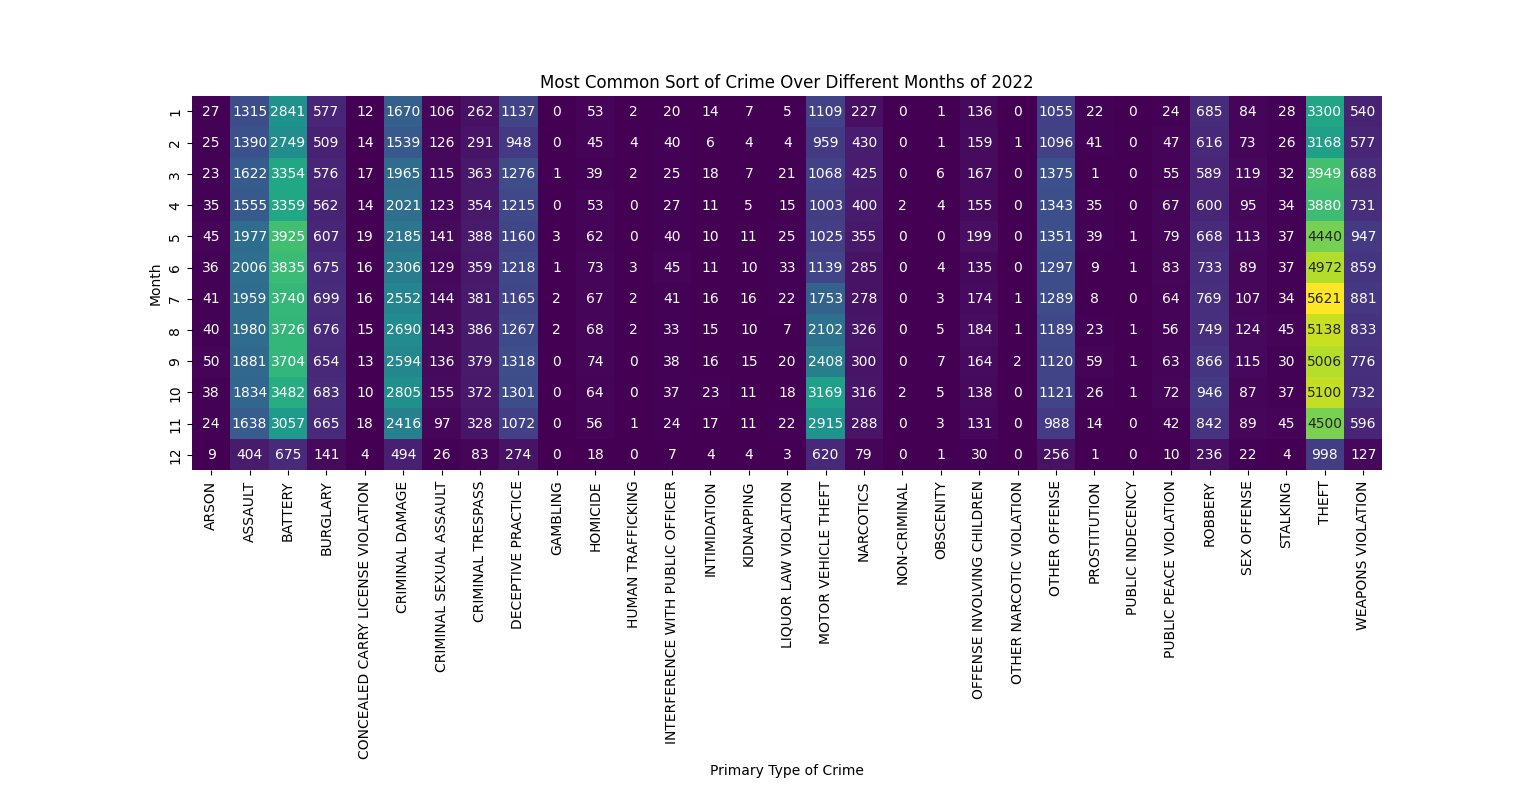 Most Common Sort of Crime Over Different Months of 2022
1 27 1315 2841 577 12 1670 106 262 1137 0 53 2 20 14 7 5 1109 227 0 1 136 0 1055 22 0 24 685 84 28 3300 540
2 25 1390 2749 509 14 1539 126 291 948 0 45 4 40 6 4 4 959 430 0 1 159 1 1096 41 0 47 616 73 26 3168 577
3 23 1622 3354 576 17 1965 115 363 1276 1 39 2 25 18 7 21 1068 425 0 6 167 0 1375 1 0 55 589 119 32 3949 688
4 35 1555 3359 562 14 2021 123 354 1215 0 53 0 27 11 5 15 1003 400 2 4 155 0 1343 35 0 67 600 95 34 3880 731
5 45 1977 3925 607 19 2185 141 388 1160 3 62 0 40 10 11 25 1025 355 0 0 199 0 1351 39 1 79 668 113 37 4440 947
6 36 2006 3835 675 16 2306 129 359 1218 1 73 3 45 11 10 33 1139 285 0 4 135 0 1297 9 1 83 733 89 37 4972 859
7 41 1959 3740 699 16 2552 144 381 1165 2 67 2 41 16 16 22 1753 278 0 3 174 1 1289 8 0 64 769 107 34 5621 881
8 40 1980 3726 676 15 2690 143 386 1267 2 68 2 33 15 10 7 2102 326 0 5 184 1 1189 23 1 56 749 124 45 5138 833
9 50 1881 3704 654 13 2594 136 379 1318 0 74 0 38 16 15 20 2408 300 0 7 164 2 1120 59 1 63 866 115 30 5006 776
10 38 1834 3482 683 10 2805 155 372 1301 0 64 0 37 23 11 18 3169 316 2 5 138 0 1121 26 1 72 946 87 37 5100 732
11 24 1638 3057 665 18 2416 97 328 1072 0 56 1 24 17 11 22 2915 288 0 3 131 0 988 14 0 42 842 89 45 4500 596
12 9 404 675 141 4 494 26 83 274 0 18 0 7 4 4 3 620 79 0 1 30 0 256 1 0 10 236 22 4 998 127
Month
ARSON
ASSAULT
BATTERY
BURGLARY
CONCEALED CARRY LICENSE VIOLATION
CRIMINAL DAMAGE
CRIMINAL SEXUAL ASSAULT
CRIMINAL TRESPASS
DECEPTIVE PRACTICE
GAMBLING
HOMICIDE
HUMAN TRAFFICKING
INTERFERENCE WITH PUBLIC OFFICER
INTIMIDATION
KIDNAPPING
LIQUOR LAW VIOLATION
MOTOR VEHICLE THEFT
NARCOTICS
NON-CRIMINAL
OBSCENITY
OFFENSE INVOLVING CHILDREN
OTHER NARCOTIC VIOLATION
OTHER OFFENSE
PROSTITUTION
PUBLIC INDECENCY
PUBLIC PEACE VIOLATION
ROBBERY
SEX OFFENSE
STALKING
THEFT
WEAPONS VIOLATION
Primary Type of Crime